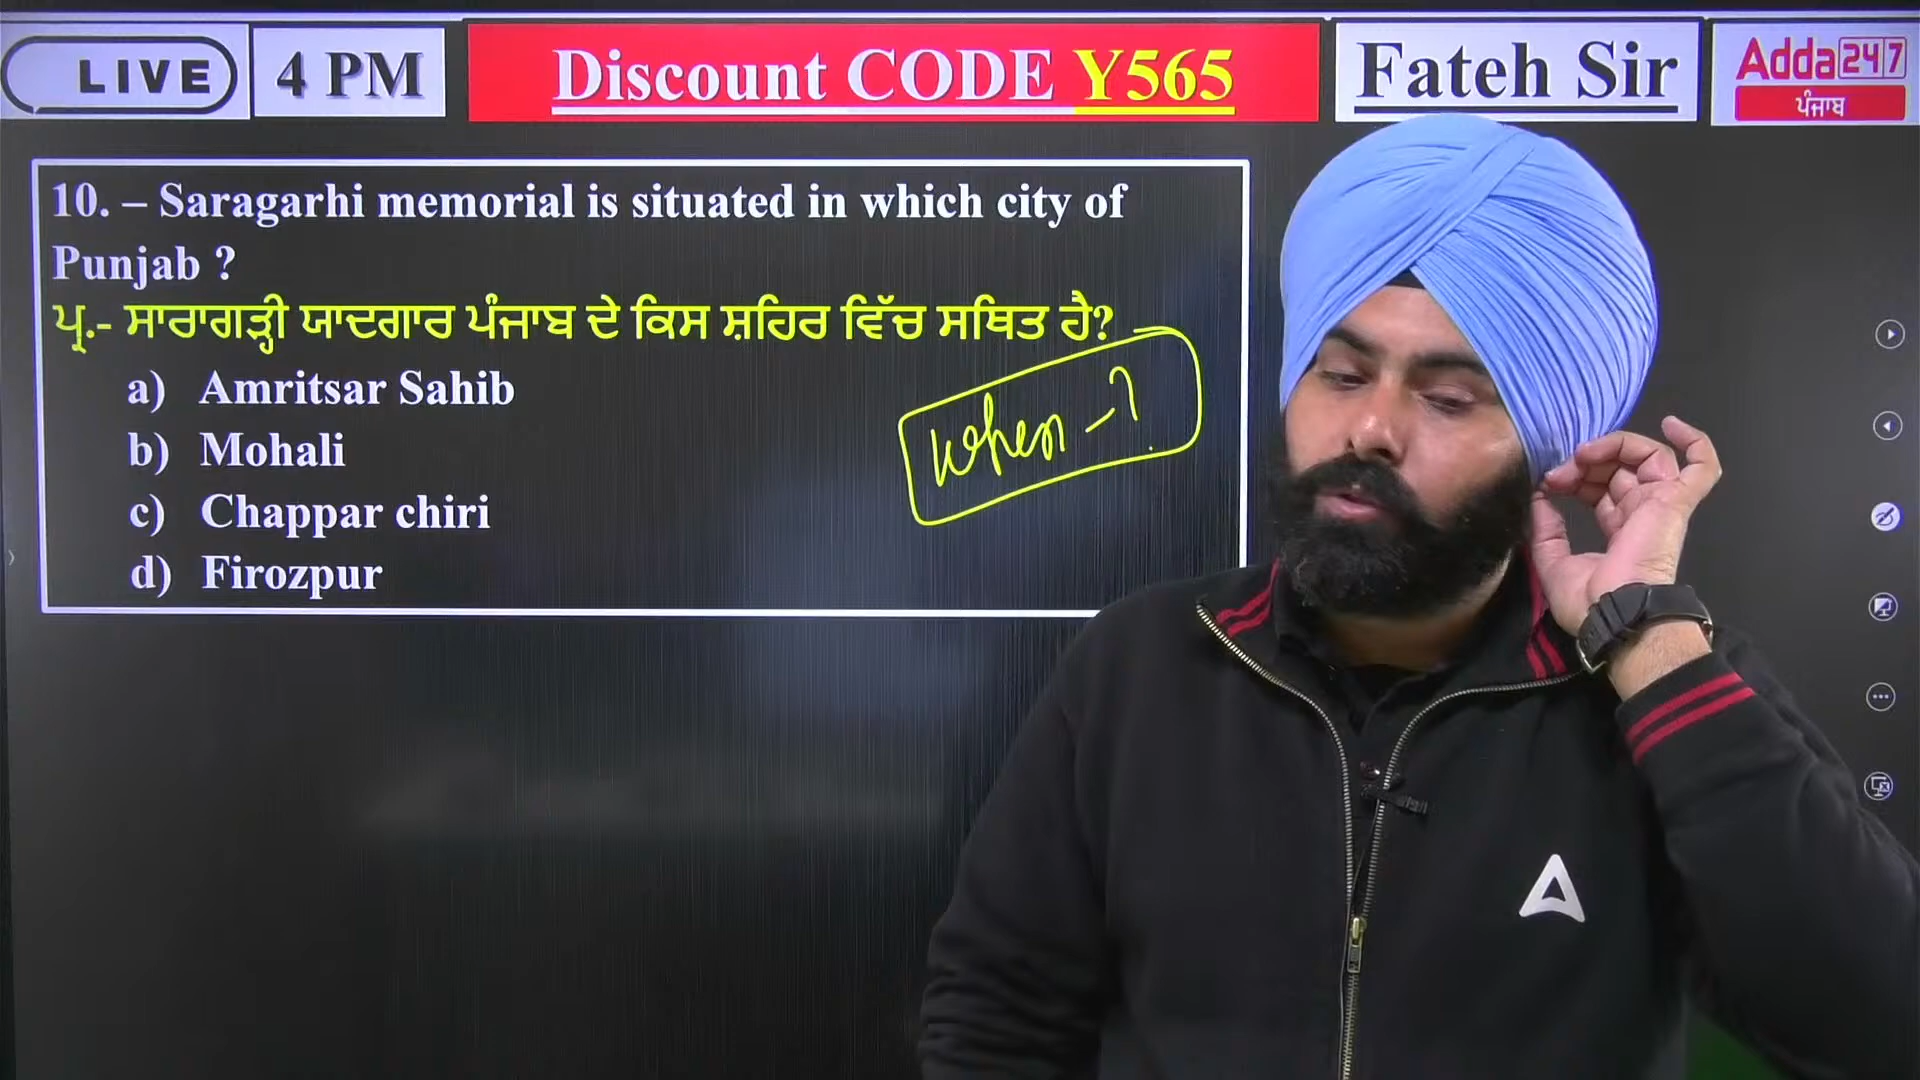 LIVE
4 PM
Discount CODE Y565
Fateh Sir
Adda247
ਪੰਜਾਬ
10. – Saragarhi memorial is situated in which city of
Punjab ?
ਪ੍ਰ.- ਸਾਰਾਗੜ੍ਹੀ ਯਾਦਗਾਰ ਪੰਜਾਬ ਦੇ ਕਿਸ ਸ਼ਹਿਰ ਵਿੱਚ ਸਥਿਤ ਹੈ?
a) Amritsar Sahib
b) Mohali
c) Chappar chiri
d) Firozpur
When - ?